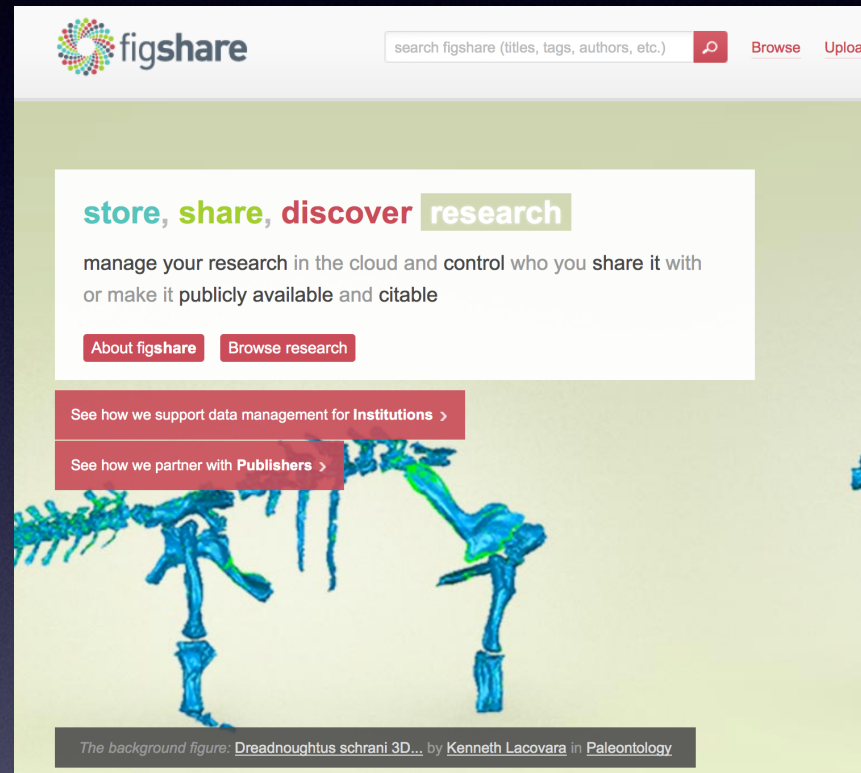 figshare
search figshare (titles, tags, authors, etc.)
Browse
Uploa
store, share, discover research
manage your research in the cloud and control who you share it with
or make it publicly available and citable
About figshare
Browse research
See how we support data management for Institutions >
See how we partner with Publishers >
The background figure: Dreadnoughtus schrani 3D... by Kenneth Lacovara in Paleontology